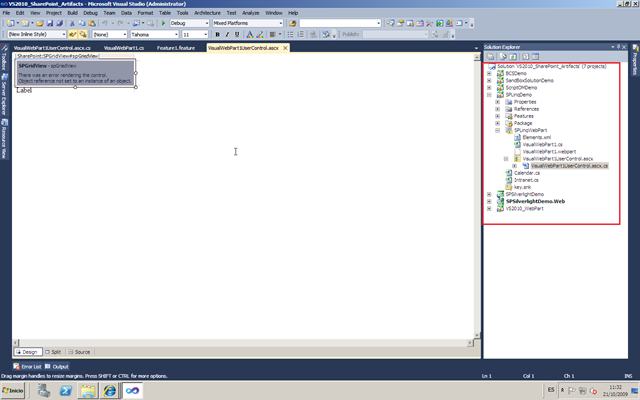 VS2010_SharePoint_Artifacts - Microsoft Visual Studio (Administrator)
File Edit View Project Build Debug Team Data Format Table Tools Architecture Test Analyze Window Help
Debug Mixed Platforms
(New Inline Style) (None) Tahoma 11 B I U A Publish:
VisualWebPart1UserControl.ascx.cs VisualWebPart1.cs Feature1.feature VisualWebPart1UserControl.ascx
Toolbox
Server Explorer
Resource View
SharePoint:SPGridView#spGridView
SPGridView - spGridView
There was an error rendering the control.
Object reference not set to an instance of an object.
Label
Solution Explorer
Properties
Solution 'VS2010_SharePoint_Artifacts' (7 projects)
BCSDemo
SandBoxSolutionDemo
ScriptOMDemo
SPLinqDemo
Properties
References
Features
Package
SPLinqWebPart
Elements.xml
VisualWebPart1.cs
VisualWebPart1.webpart
VisualWebPart1UserControl.ascx
VisualWebPart1UserControl.ascx.cs
Calendar.cs
Intranet.cs
key.snk
SPSilverlightDemo
SPSilverlightDemo.Web
VS2010_WebPart
Design Split Source
Error List Output
Drag margin handles to resize margins. Press SHIFT or CTRL for more options.
Ln 1 Col 1 Ch 1 INS
Inicio
ES
11:32
21/10/2009